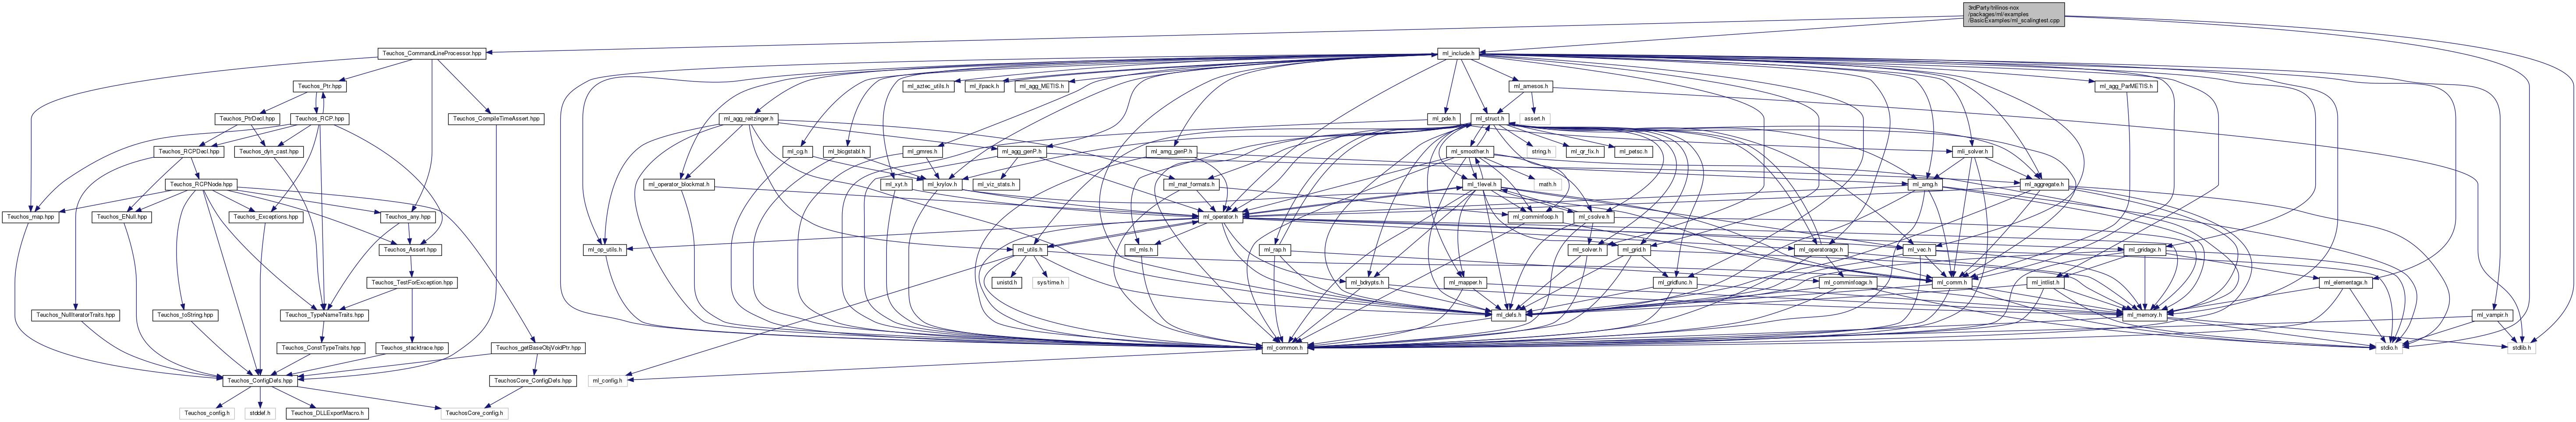 3rdParty/trilinos-nox
/packages/ml/examples
/BasicExamples/ml_scalingtest.cpp
Teuchos_CommandLineProcessor.hpp
ml_include.h
Teuchos_Ptr.hpp
ml_aztec_utils.h
ml_ifpack.h
ml_agg_METIS.h
ml_amesos.h
ml_agg_ParMETIS.h
Teuchos_PtrDecl.hpp
Teuchos_RCP.hpp
Teuchos_CompileTimeAssert.hpp
ml_agg_reitzinger.h
ml_pde.h
ml_struct.h
assert.h
Teuchos_RCPDecl.hpp
Teuchos_dyn_cast.hpp
ml_cg.h
ml_bicgstabl.h
ml_gmres.h
ml_agg_genP.h
ml_amg_genP.h
ml_smoother.h
string.h
ml_qr_fix.h
ml_petsc.h
mli_solver.h
Teuchos_RCPNode.hpp
ml_operator_blockmat.h
ml_xyt.h
ml_krylov.h
ml_viz_stats.h
ml_mat_formats.h
ml_1level.h
math.h
ml_amg.h
ml_aggregate.h
Teuchos_map.hpp
Teuchos_ENull.hpp
Teuchos_Exceptions.hpp
Teuchos_any.hpp
ml_operator.h
ml_comminfoop.h
ml_csolve.h
Teuchos_Assert.hpp
ml_op_utils.h
ml_utils.h
ml_mls.h
ml_rap.h
ml_solver.h
ml_grid.h
ml_operatoragx.h
ml_vec.h
ml_gridagx.h
Teuchos_TestForException.hpp
unistd.h
sys/time.h
ml_bdrypts.h
ml_mapper.h
ml_gridfunc.h
ml_comminfoagx.h
ml_comm.h
ml_intlist.h
ml_elementagx.h
Teuchos_NullIteratorTraits.hpp
Teuchos_toString.hpp
Teuchos_TypeNameTraits.hpp
ml_defs.h
ml_memory.h
ml_vampir.h
Teuchos_ConstTypeTraits.hpp
Teuchos_stacktrace.hpp
Teuchos_getBaseObjVoidPtr.hpp
ml_common.h
stdio.h
stdlib.h
Teuchos_ConfigDefs.hpp
TeuchosCore_ConfigDefs.hpp
ml_config.h
Teuchos_config.h
stddef.h
Teuchos_DLLExportMacro.h
TeuchosCore_config.h